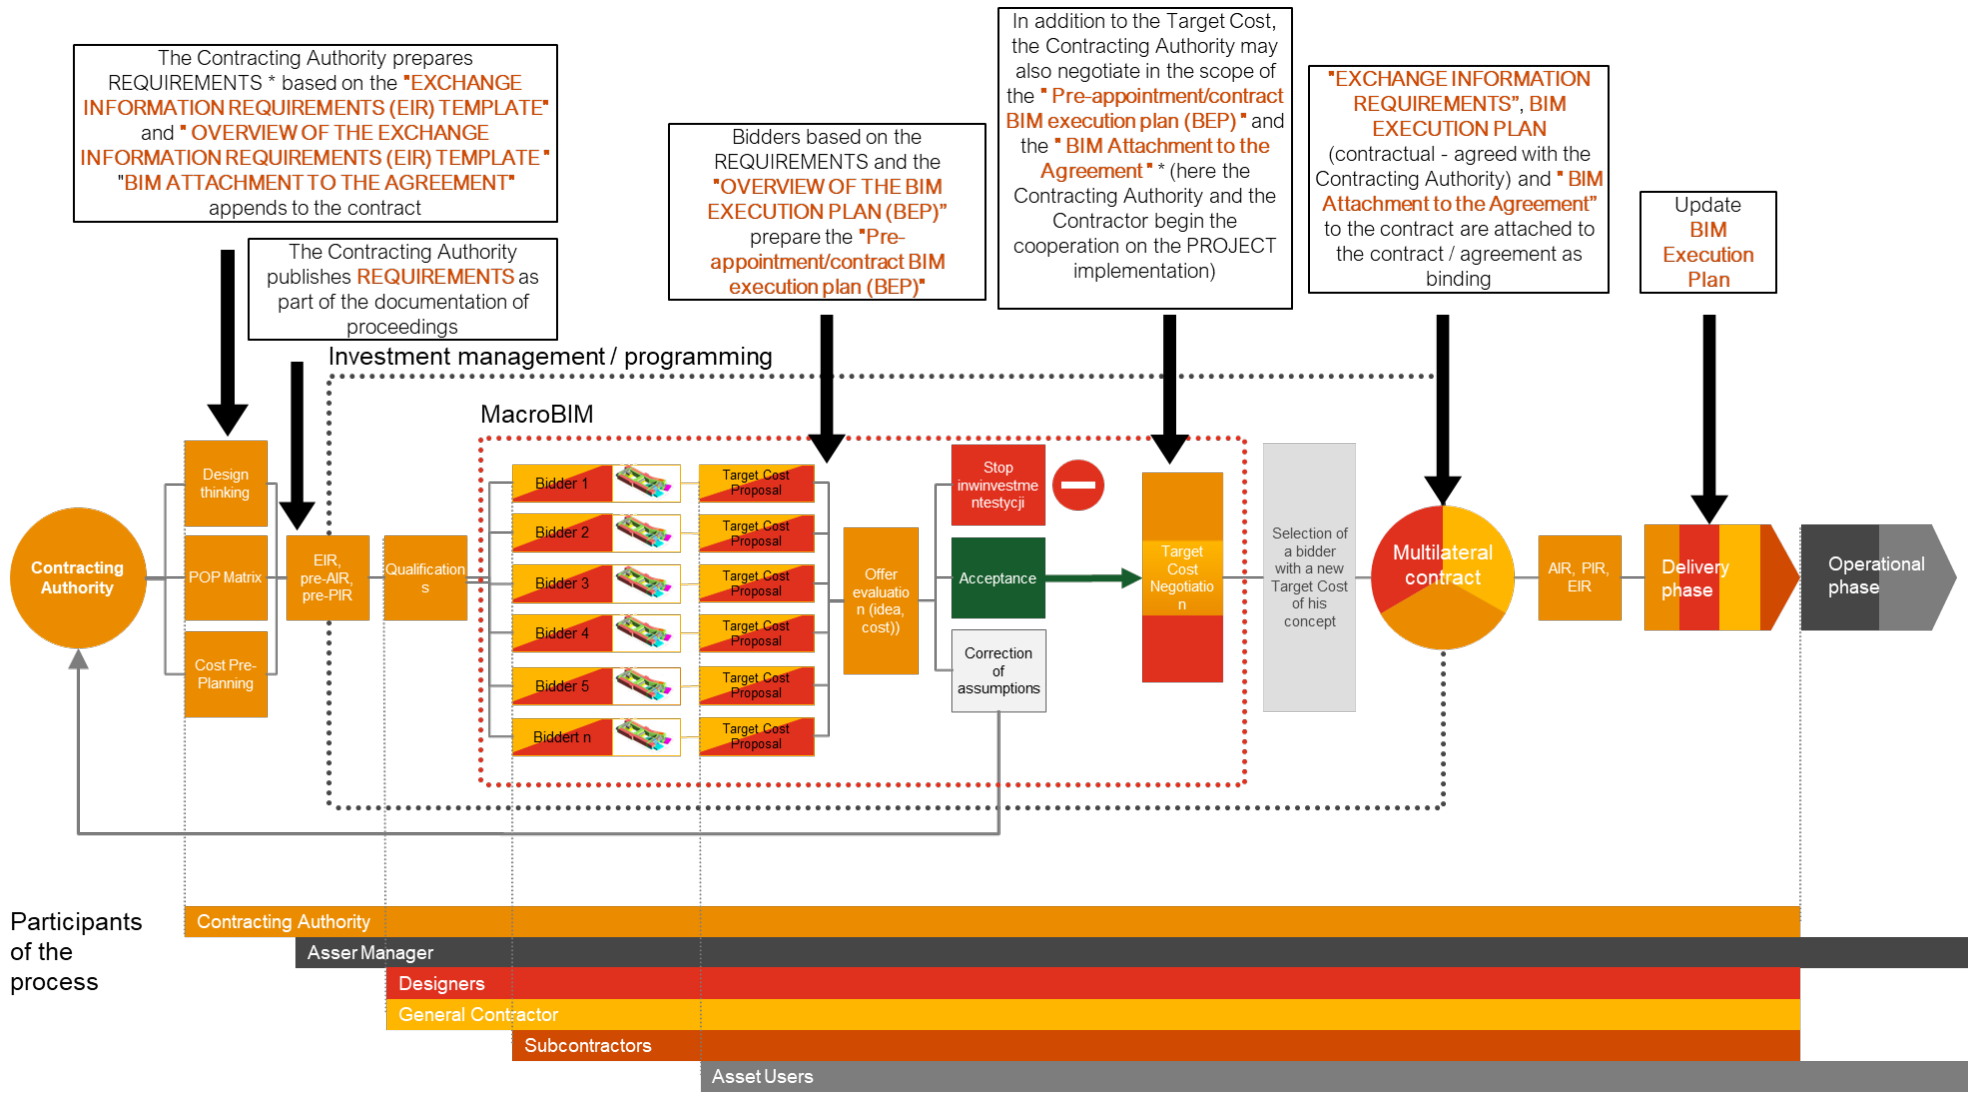 The Contracting Authority prepares
REQUIREMENTS * based on the "EXCHANGE
INFORMATION REQUIREMENTS (EIR) TEMPLATE"
and " OVERVIEW OF THE EXCHANGE
INFORMATION REQUIREMENTS (EIR) TEMPLATE "
"BIM ATTACHMENT TO THE AGREEMENT"
appends to the contract
The Contracting Authority
publishes REQUIREMENTS as
part of the documentation of
proceedings
Bidders based on the
REQUIREMENTS and the
"OVERVIEW OF THE BIM
EXECUTION PLAN (BEP)”
prepare the "Pre-
appointment/contract BIM
execution plan (BEP)"
In addition to the Target Cost,
the Contracting Authority may
also negotiate in the scope of
the " Pre-appointment/contract
BIM execution plan (BEP) " and
the " BIM Attachment to the
Agreement " * (here the
Contracting Authority and the
Contractor begin the
cooperation on the PROJECT
implementation)
"EXCHANGE INFORMATION
REQUIREMENTS”, BIM
EXECUTION PLAN
(contractual - agreed with the
Contracting Authority) and " BIM
Attachment to the Agreement”
to the contract are attached to
the contract / agreement as
binding
Update
BIM
Execution
Plan
Investment management / programming
MacroBIM
Contracting
Authority
Design
thinking
POP Matrix
Cost Pre-
Planning
EIR,
pre-AIR,
pre-PIR
Qualification
s
Bidder 1
Target Cost
Proposal
Bidder 2
Target Cost
Proposal
Bidder 3
Target Cost
Proposal
Bidder 4
Target Cost
Proposal
Bidder 5
Target Cost
Proposal
Biddert n
Target Cost
Proposal
Offer
evaluatio
n (idea,
cost))
Stop
inwinvestme
ntestycji
Acceptance
Correction
of
assumptions
Target
Cost
Negotiatio
n
Selection of
a bidder
with a new
Target Cost
of his
concept
Multilateral
contract
AIR, PIR,
EIR
Delivery
phase
Operational
phase
Participants
of the
process
Contracting Authority
Asser Manager
Designers
General Contractor
Subcontractors
Asset Users